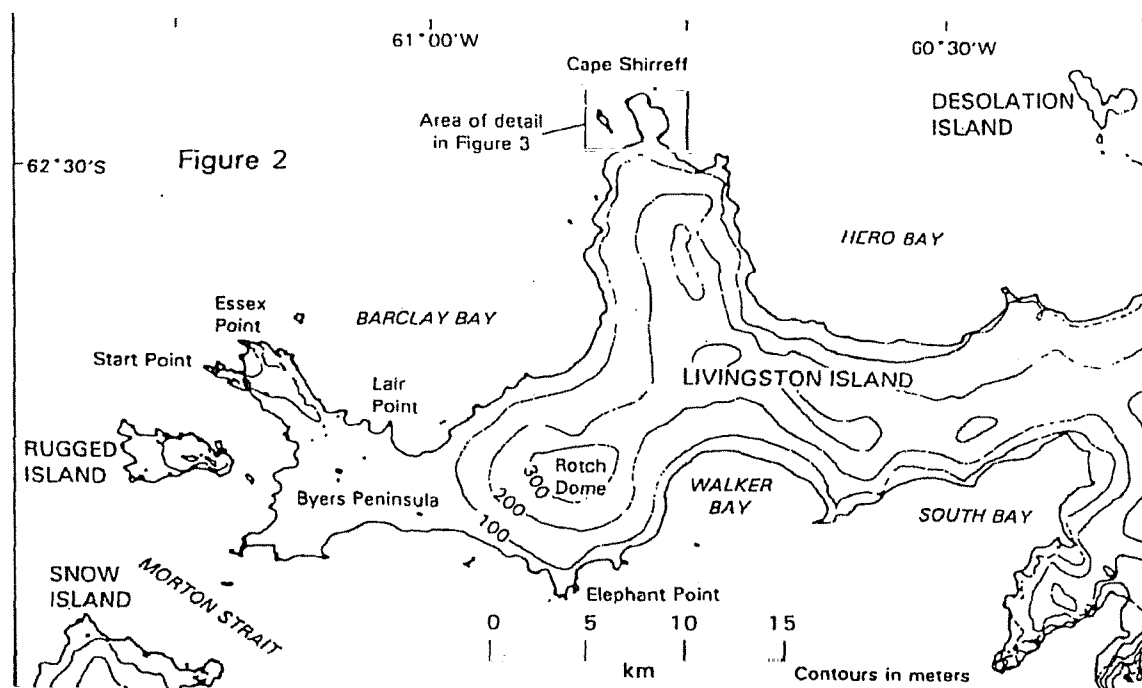 61°00'W
60°30'W
Cape Shirreff
DESOLATION
ISLAND
Area of detail
in Figure 3
62°30'S
Figure 2
HERO BAY
Essex
Point
BARCLAY BAY
Start Point
LIVINGSTON ISLAND
Lair
Point
RUGGED
ISLAND
Rotch
Dome
300
200
100
Byers Peninsula
WALKER
BAY
SOUTH BAY
SNOW
ISLAND
MORTON STRAIT
Elephant Point
0 5 10 15
km
Contours in meters